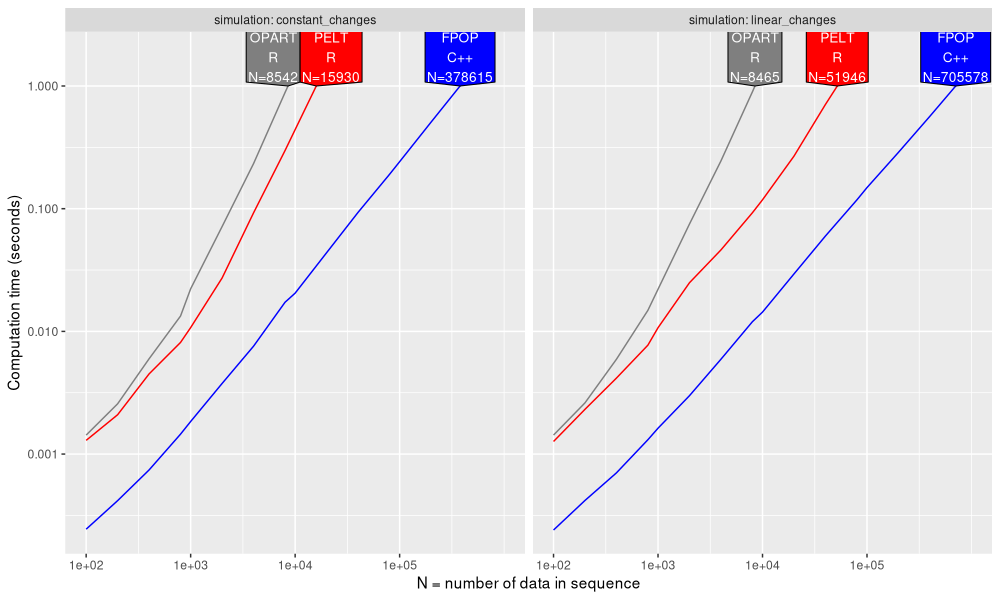 simulation: constant_changes
simulation: linear_changes
OPART
R
N=8542
PELT
R
N=15930
FPOP
C++
N=378615
OPART
R
N=8465
PELT
R
N=51946
FPOP
C++
N=705578
1.000
0.100
0.010
0.001
Computation time (seconds)
1e+02
1e+03
1e+04
1e+05
1e+02
1e+03
1e+04
1e+05
N = number of data in sequence